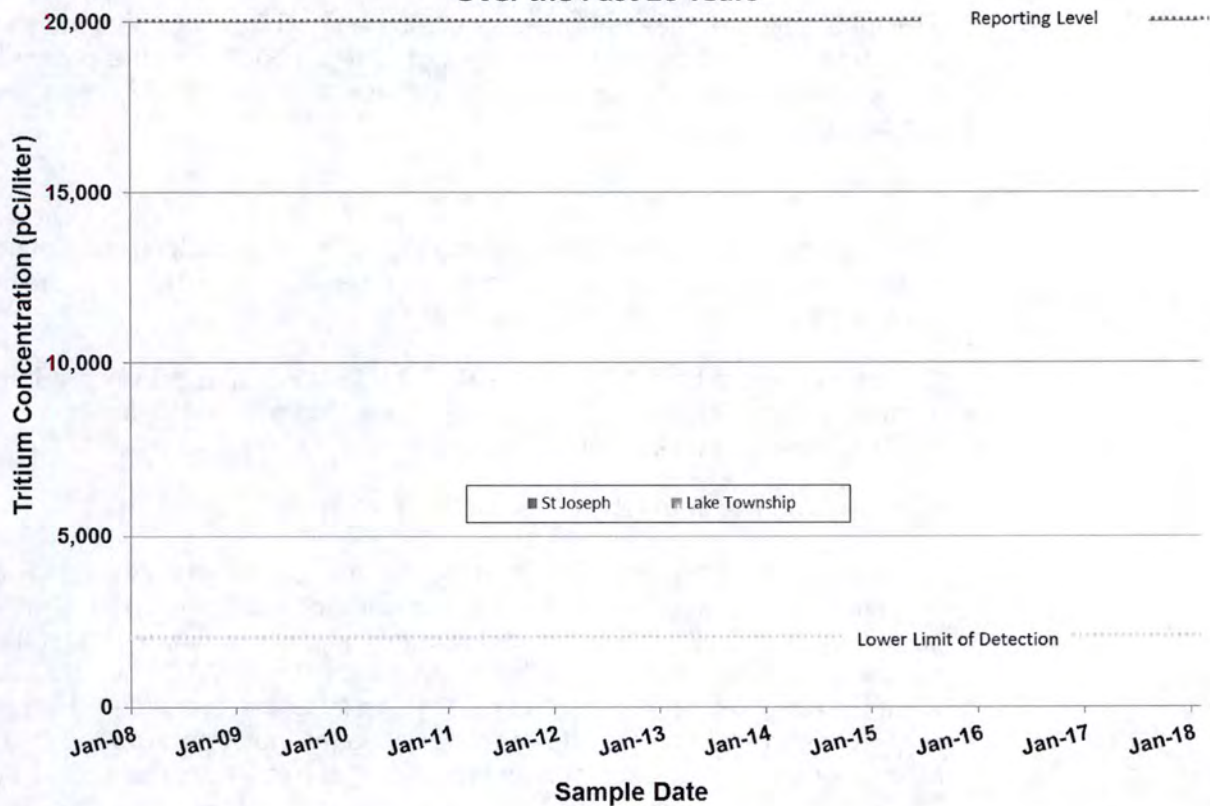 20,000
Reporting Level
15,000
10,000
5,000
0
Tritium Concentration (pCi/liter)
St Joseph Lake Township
Lower Limit of Detection
Jan-08 Jan-09 Jan-10 Jan-11 Jan-12 Jan-13 Jan-14 Jan-15 Jan-16 Jan-17 Jan-18
Sample Date